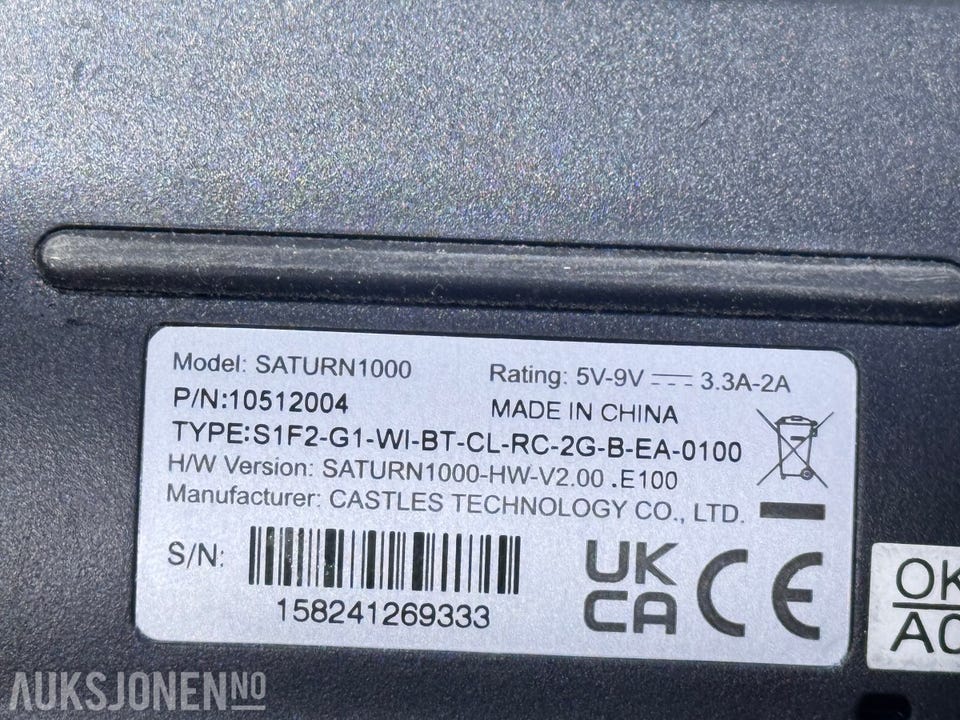 Model: SATURN1000
Rating: 5V-9V ⎓ 3.3A-2A
P/N:10512004
MADE IN CHINA
TYPE:S1F2-G1-WI-BT-CL-RC-2G-B-EA-0100
H/W Version: SATURN1000-HW-V2.00 .E100
Manufacturer: CASTLES TECHNOLOGY CO., LTD.
S/N:
158241269333
UK
CA
CE
OK
AC
AUKSJONEN NO